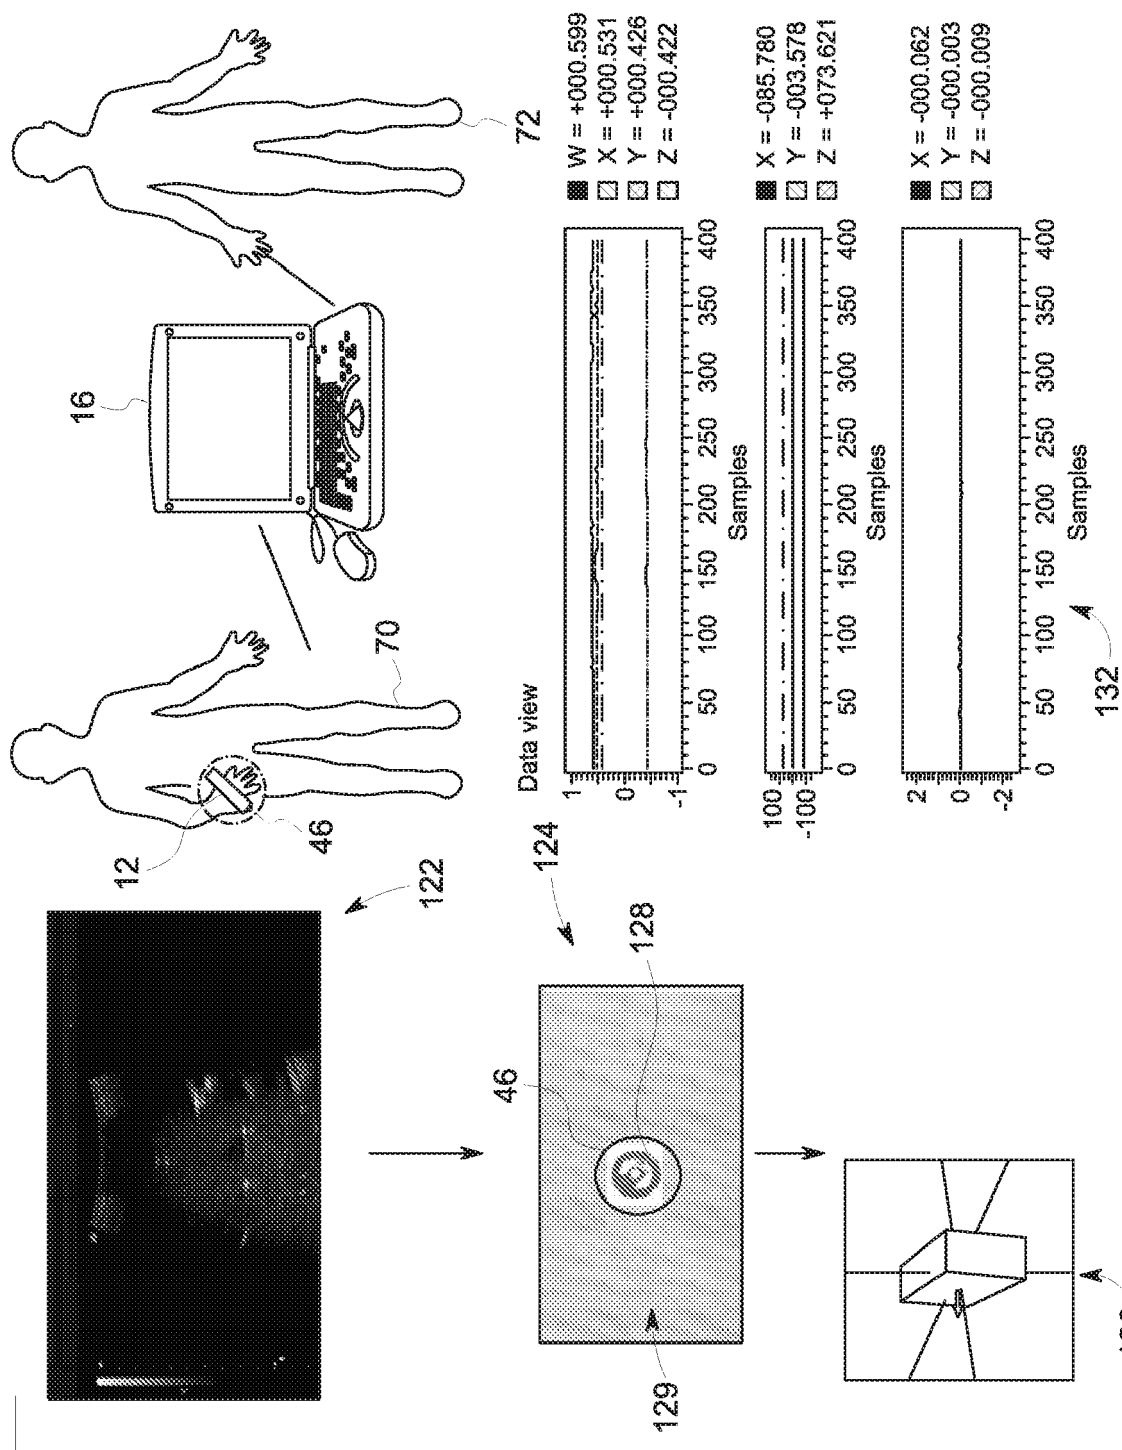 122
12
46
70
16
72
124
46
128
129
Data view
1
0
-1
0 50 100 150 200 250 300 350 400
Samples
W = +000.599
X = +000.531
Y = +000.426
Z = -000.422
100
-100
0 50 100 150 200 250 300 350 400
Samples
X = -085.780
Y = -003.578
Z = +073.621
2
0
-2
0 50 100 150 200 250 300 350 400
Samples
X = -000.062
Y = -000.003
Z = -000.009
132